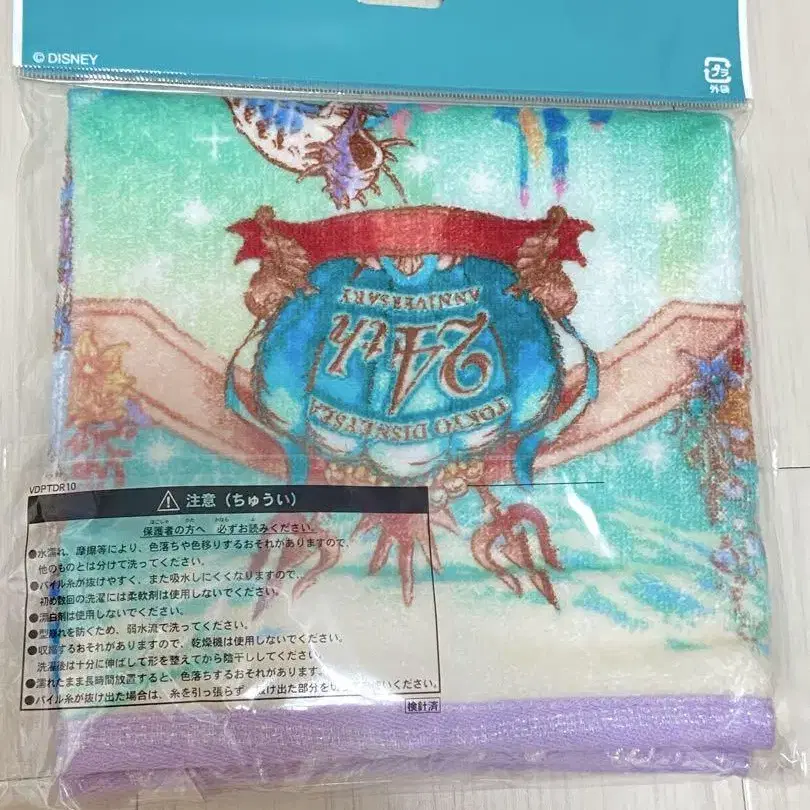 © DISNEY
プラ
外袋
ANNIVERSARY
24th
TOKYO DISNEYSEA
VDPTDR10
注意（ちゅうい）
保護者の方へ 必ずお読みください。
●水濡れ、摩擦等により、色落ちや色移りするおそれがありますので、
他のものとは分けて洗ってください。
●パイル糸が抜けやすく、また吸水しにくくなりますので、
初め数回の洗濯には柔軟剤は使用しないでください。
●漂白剤は使用しないでください。
●型崩れを防ぐため、弱水流で洗ってください。
●収縮するおそれがありますので、乾燥機は使用しないでください。
洗濯後は十分に伸ばして形を整えてから陰干ししてください。
●濡れたまま長時間放置すると、色落ちするおそれがあります。
●パイル糸が抜け出た場合は、糸を引っ張らず、抜け出た部分を切ってください。
検針済